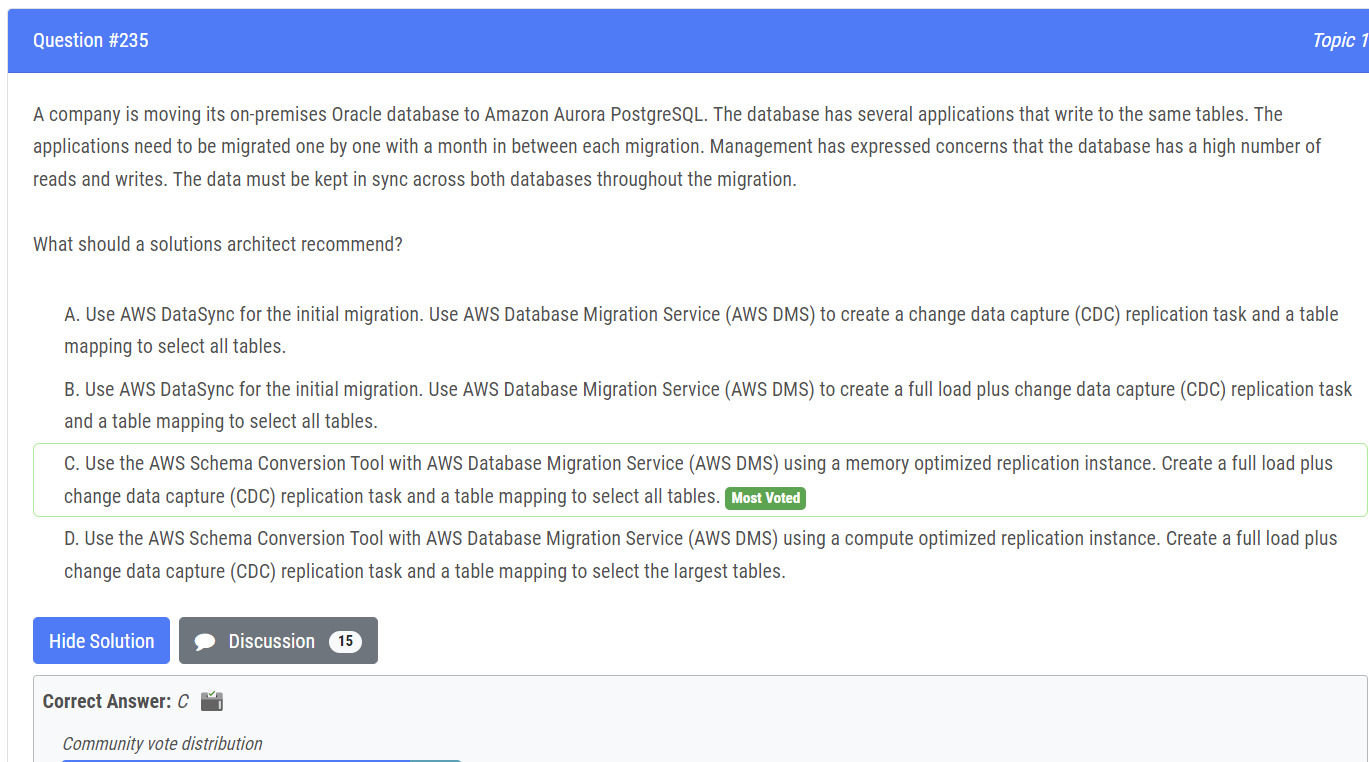 Question #235
Topic 1
A company is moving its on-premises Oracle database to Amazon Aurora PostgreSQL. The database has several applications that write to the same tables. The
applications need to be migrated one by one with a month in between each migration. Management has expressed concerns that the database has a high number of
reads and writes. The data must be kept in sync across both databases throughout the migration.
What should a solutions architect recommend?
A. Use AWS DataSync for the initial migration. Use AWS Database Migration Service (AWS DMS) to create a change data capture (CDC) replication task and a table
mapping to select all tables.
B. Use AWS DataSync for the initial migration. Use AWS Database Migration Service (AWS DMS) to create a full load plus change data capture (CDC) replication task
and a table mapping to select all tables.
C. Use the AWS Schema Conversion Tool with AWS Database Migration Service (AWS DMS) using a memory optimized replication instance. Create a full load plus
change data capture (CDC) replication task and a table mapping to select all tables. Most Voted
D. Use the AWS Schema Conversion Tool with AWS Database Migration Service (AWS DMS) using a compute optimized replication instance. Create a full load plus
change data capture (CDC) replication task and a table mapping to select the largest tables.
Hide Solution
Discussion 15
Correct Answer: C
Community vote distribution